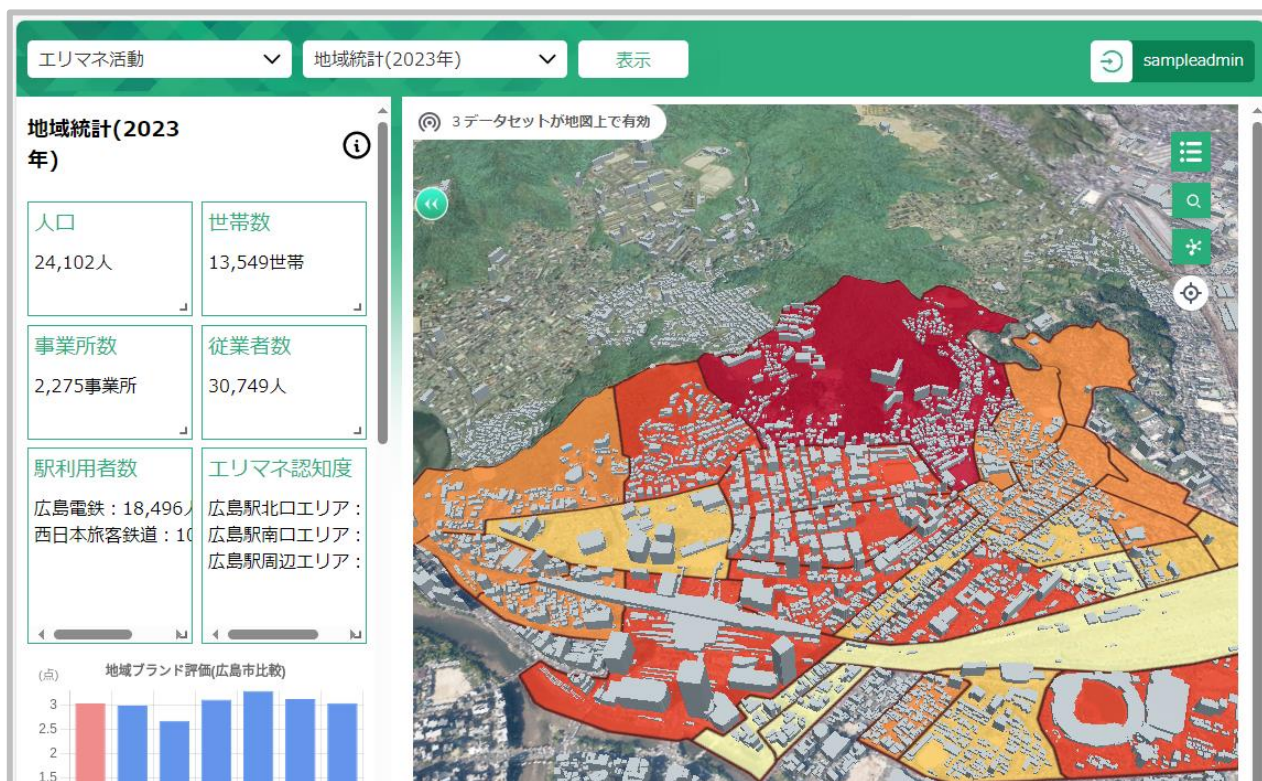 エリマネ活動
地域統計(2023年)
表示
sampleadmin
地域統計(2023
年)
3 データセットが地図上で有効
人口
24,102人
世帯数
13,549世帯
事業所数
2,275事業所
従業者数
30,749人
駅利用者数
広島電鉄：18,496
西日本旅客鉄道：10
エリマネ認知度
広島駅北口エリア：
広島駅南口エリア：
広島駅周辺エリア：
地域ブランド評価(広島市比較)
(点)
3
2.5
2
1.5